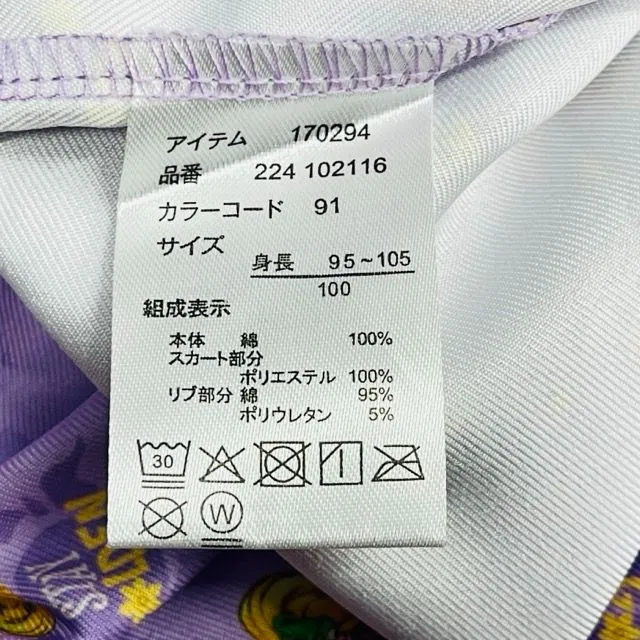 アイテム 170294
品番 224 102116
カラーコード 91
サイズ
身長 95~105
100
組成表示
本体 綿 100%
スカート部分
ポリエステル 100%
リブ部分 綿 95%
ポリウレタン 5%
30
W